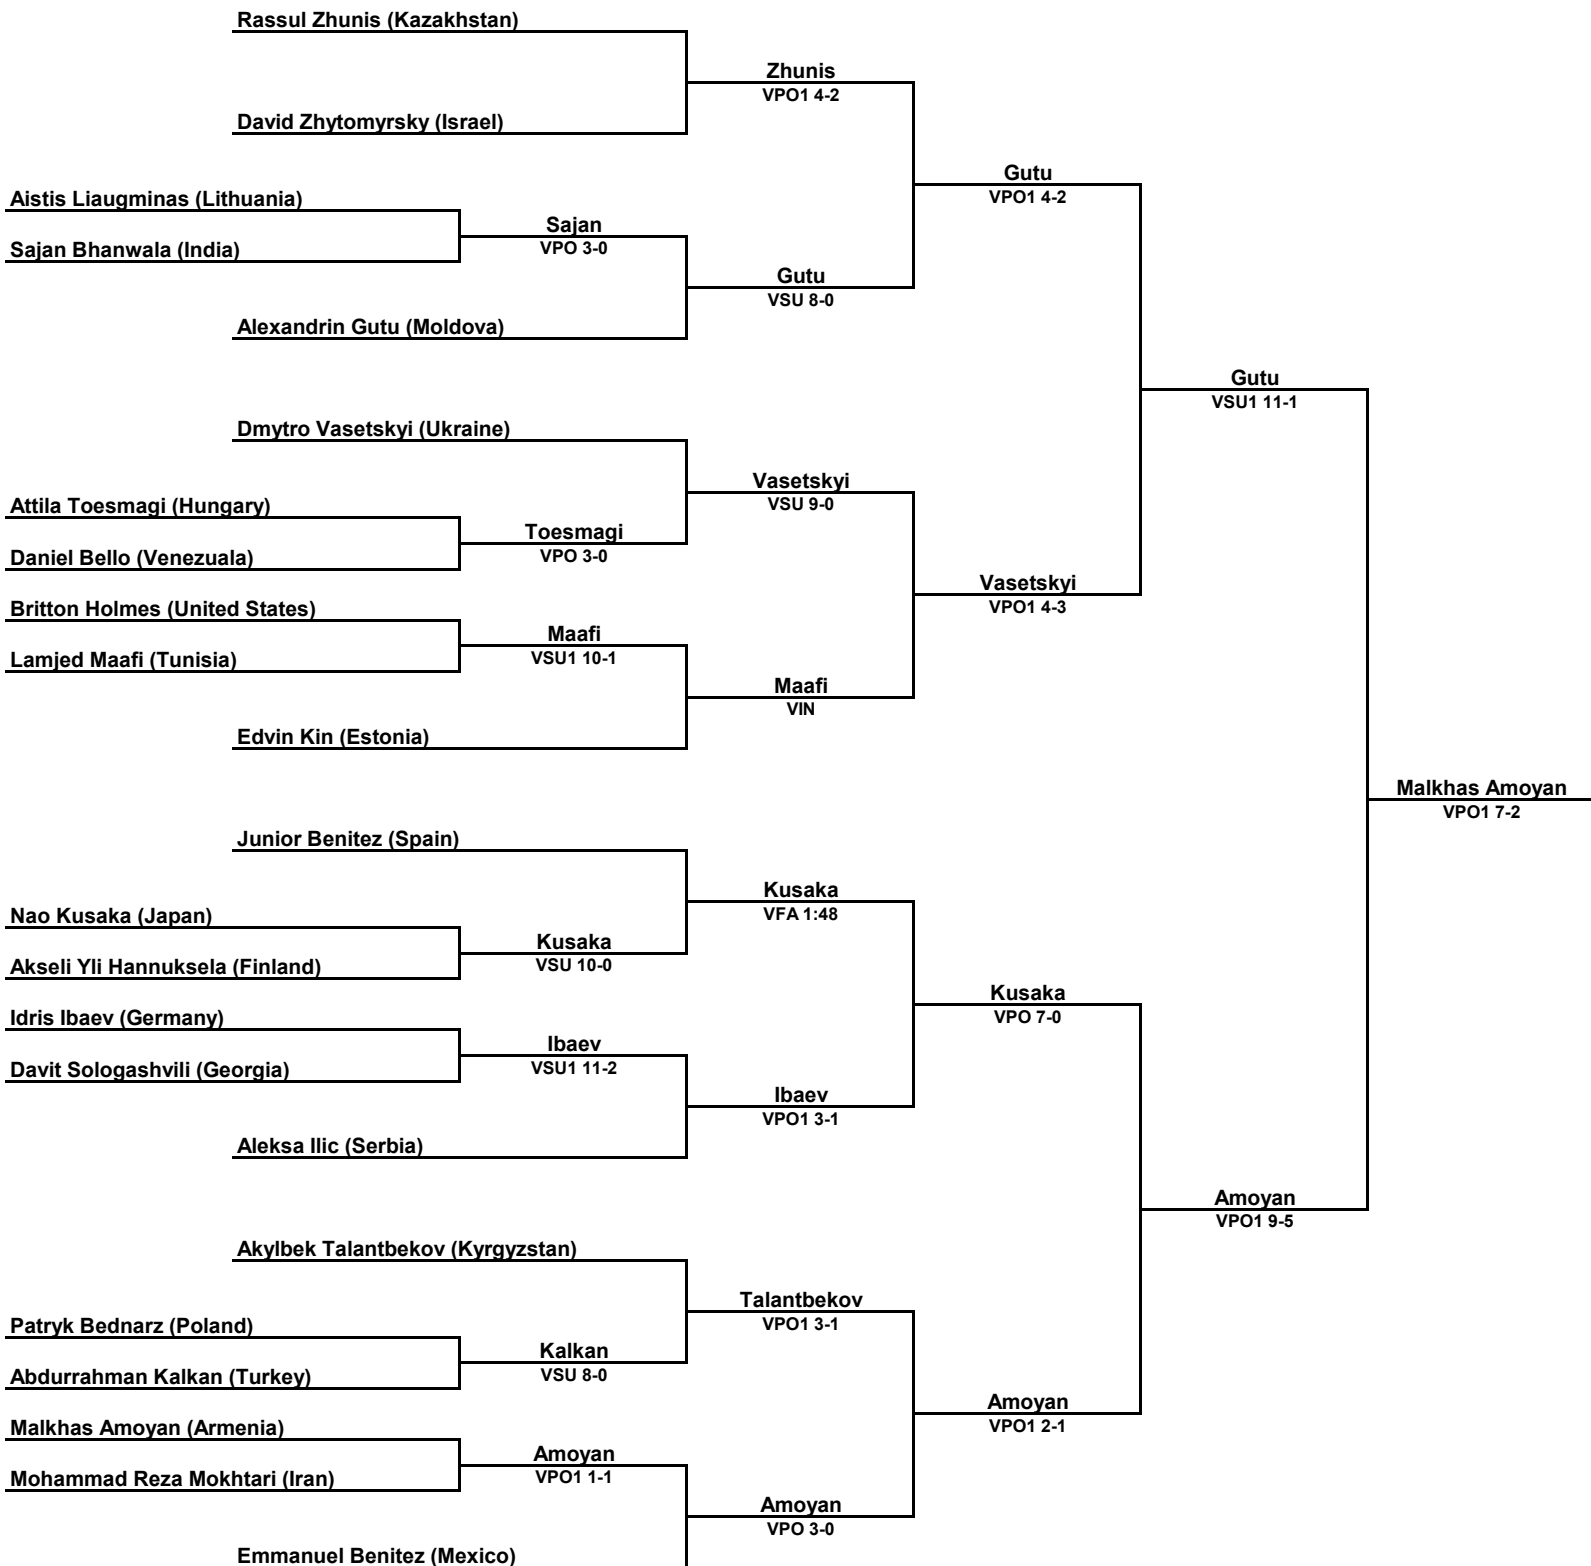 Rassul Zhunis (Kazakhstan)
Zhunis
VPO1 4-2
David Zhytomyrsky (Israel)
Gutu
VPO1 4-2
Aistis Liaugminas (Lithuania)
Sajan
VPO 3-0
Sajan Bhanwala (India)
Gutu
VSU 8-0
Alexandrin Gutu (Moldova)
Gutu
VSU1 11-1
Dmytro Vasetskyi (Ukraine)
Vasetskyi
VSU 9-0
Attila Toesmagi (Hungary)
Toesmagi
VPO 3-0
Daniel Bello (Venezuala)
Vasetskyi
VPO1 4-3
Britton Holmes (United States)
Maafi
VSU1 10-1
Lamjed Maafi (Tunisia)
Maafi
VIN
Edvin Kin (Estonia)
Malkhas Amoyan
VPO1 7-2
Junior Benitez (Spain)
Kusaka
VFA 1:48
Nao Kusaka (Japan)
Kusaka
VSU 10-0
Akseli Yli Hannuksela (Finland)
Kusaka
VPO 7-0
Idris Ibaev (Germany)
Ibaev
VSU1 11-2
Davit Sologashvili (Georgia)
Ibaev
VPO1 3-1
Aleksa Ilic (Serbia)
Amoyan
VPO1 9-5
Akylbek Talantbekov (Kyrgyzstan)
Talantbekov
VPO1 3-1
Patryk Bednarz (Poland)
Kalkan
VSU 8-0
Abdurrahman Kalkan (Turkey)
Amoyan
VPO1 2-1
Malkhas Amoyan (Armenia)
Amoyan
VPO1 1-1
Mohammad Reza Mokhtari (Iran)
Amoyan
VPO 3-0
Emmanuel Benitez (Mexico)